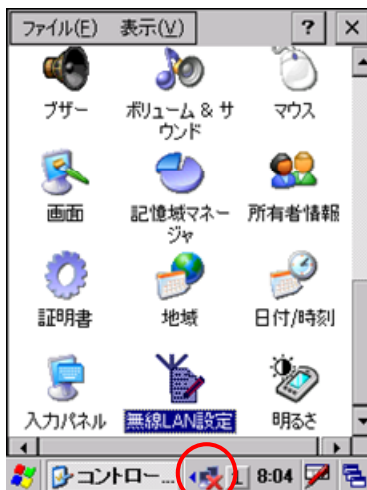 ファイル(F) 表示(V) ? ×
ブザー
ボリューム & サ
ウンド
マウス
画面
記憶域マネー
ジャ
所有者情報
証明書
地域
日付/時刻
入力パネル
無線LAN設定
明るさ
コントロー... 1 8:04